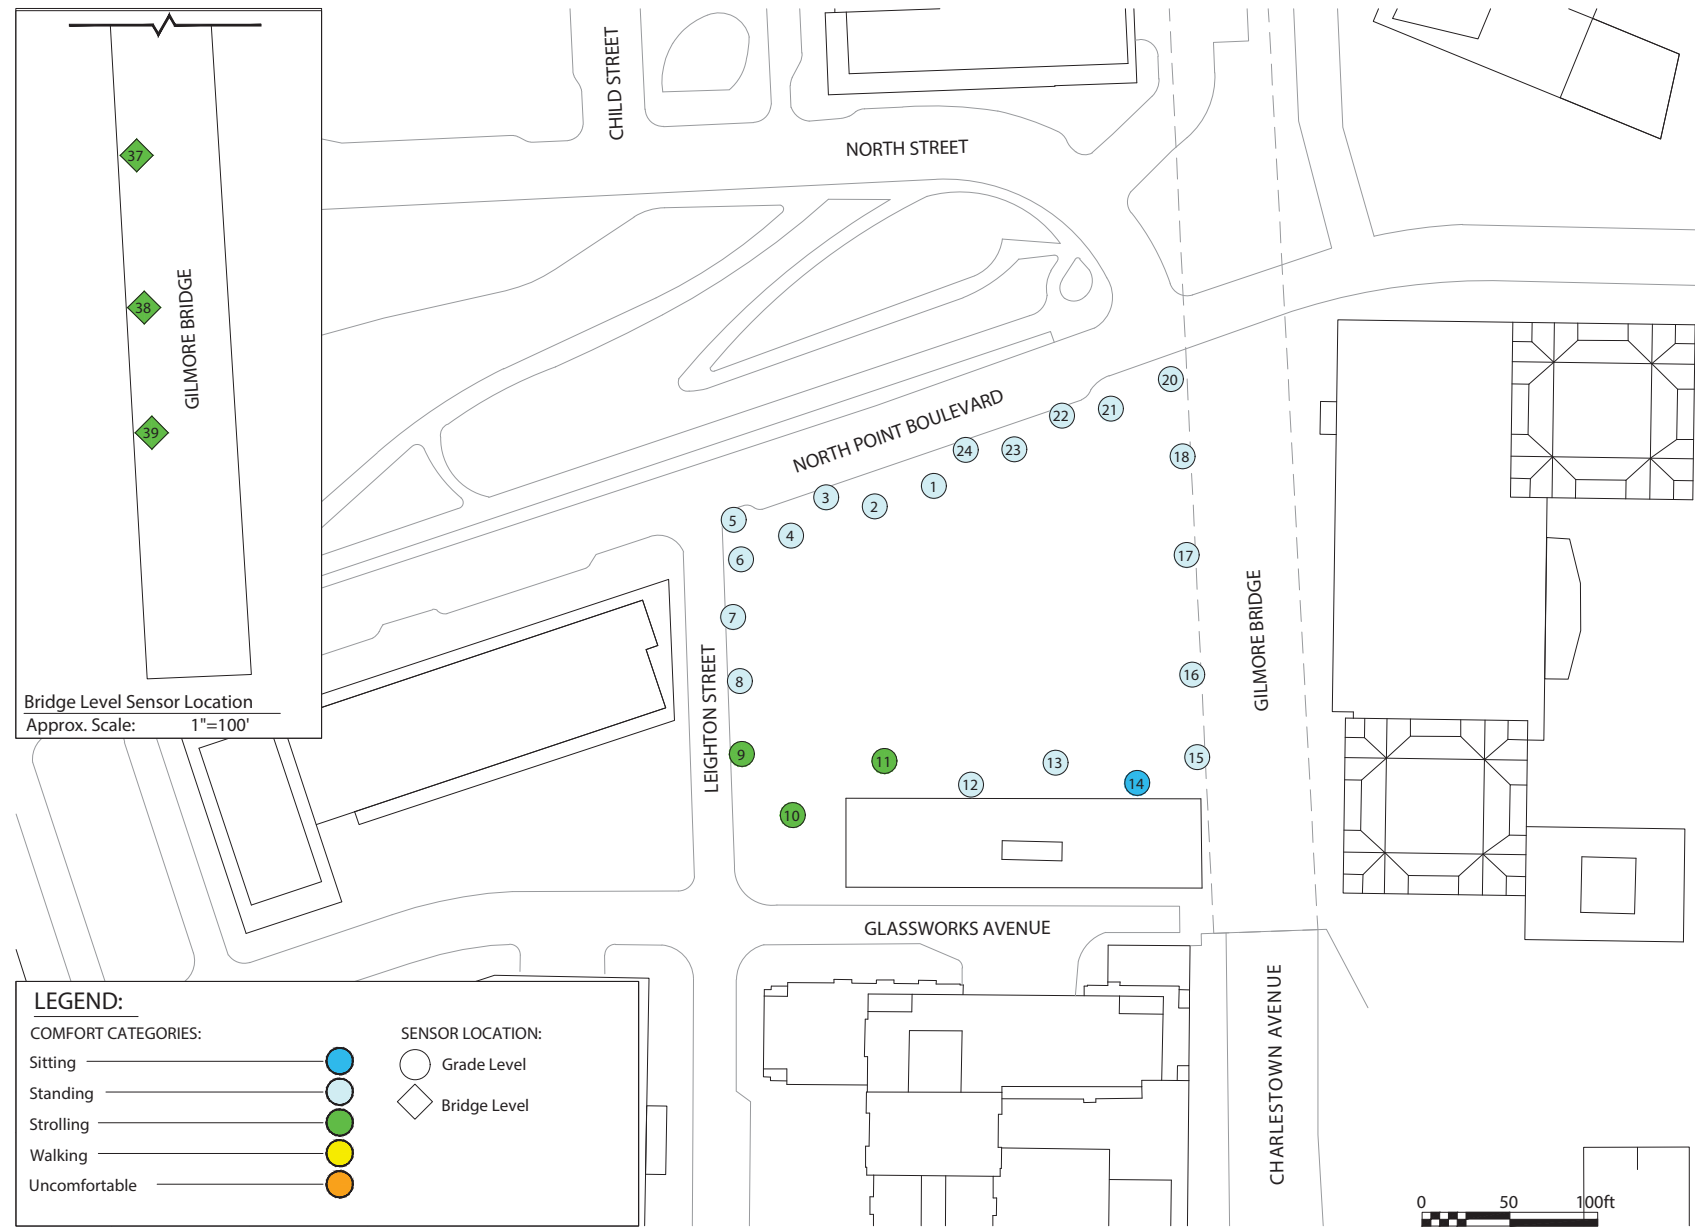 CHILD STREET
NORTH STREET
37
38
GILMORE BRIDGE
39
Bridge Level Sensor Location
Approx. Scale: 1"=100'
NORTH POINT BOULEVARD
20
21
22
23
24
18
1
2
3
4
5
6
17
7
GILMORE BRIDGE
LEIGHTON STREET
8
16
9
11
13
15
12
14
10
GLASSWORKS AVENUE
CHARLESTOWN AVENUE
LEGEND:
COMFORT CATEGORIES:
Sitting
Standing
Strolling
Walking
Uncomfortable
SENSOR LOCATION:
Grade Level
Bridge Level
0 50 100ft